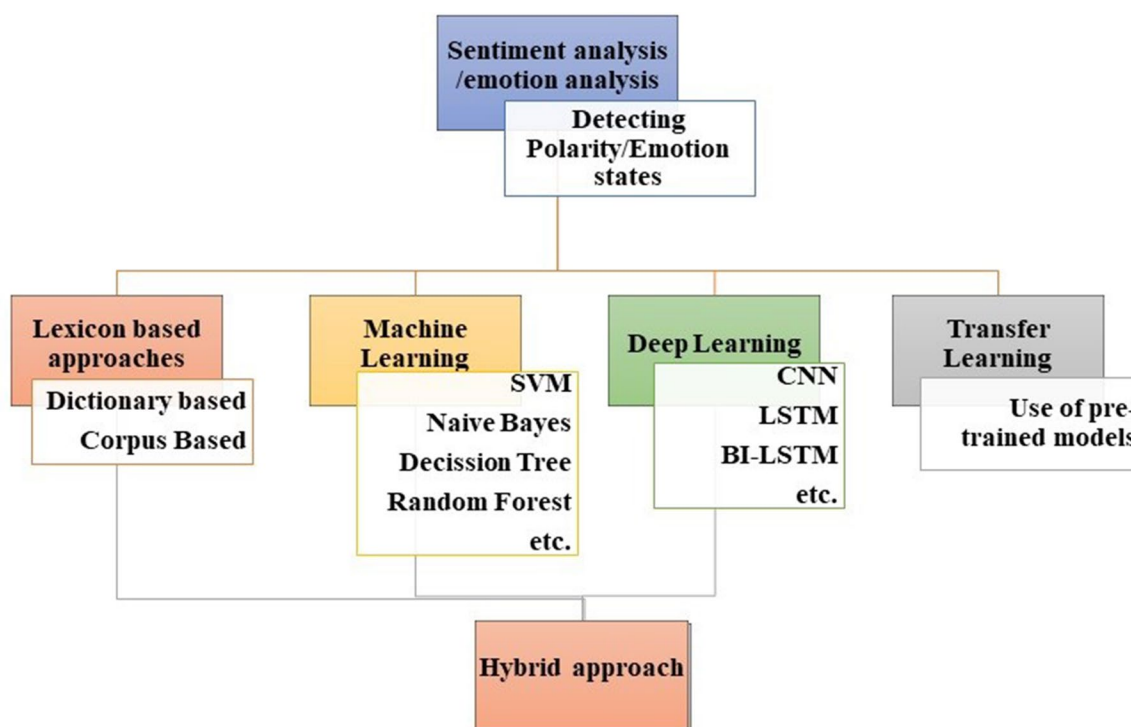 Sentiment analysis
/emotion analysis
Detecting
Polarity/Emotion
states
Lexicon based
approaches
Dictionary based
Corpus Based
Machine
Learning
SVM
Naive Bayes
Decission Tree
Random Forest
etc.
Deep Learning
CNN
LSTM
BI-LSTM
etc.
Transfer
Learning
Use of pre-
trained models
Hybrid approach